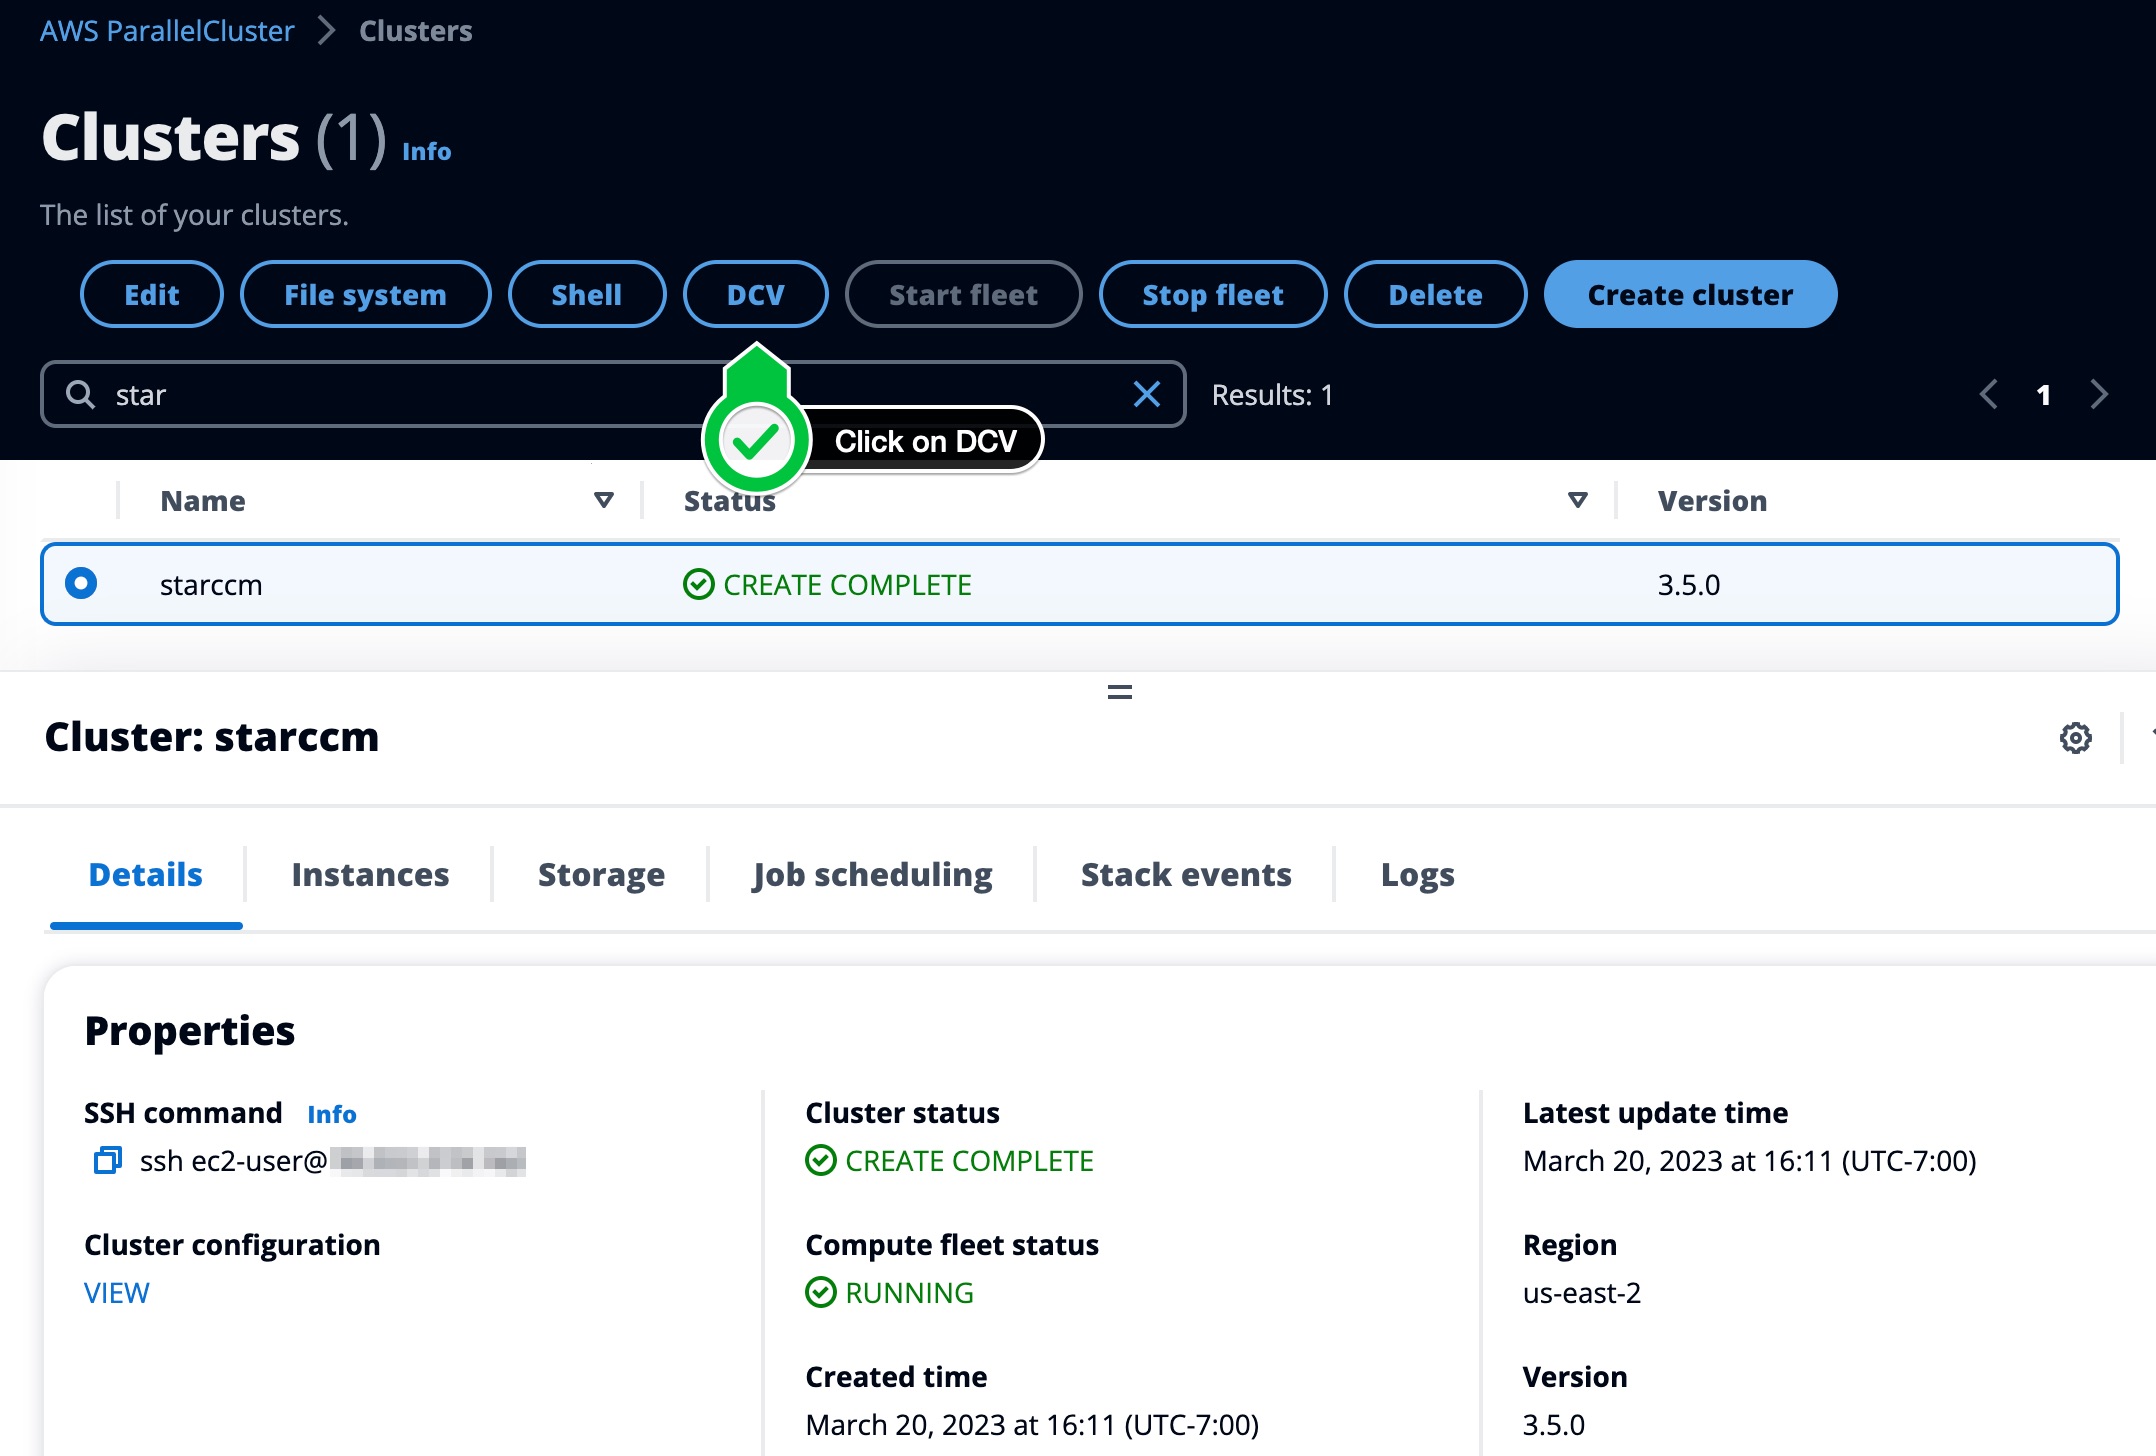 AWS ParallelCluster > Clusters
Clusters (1) Info
The list of your clusters.
Edit File system Shell DCV Start fleet Stop fleet Delete Create cluster
star Results: 1 1
Click on DCV
Name Status Version
starccm CREATE COMPLETE 3.5.0
Cluster: starccm
Details Instances Storage Job scheduling Stack events Logs
Properties
SSH command Info
ssh ec2-user@
Cluster configuration
VIEW
Cluster status
CREATE COMPLETE
Compute fleet status
RUNNING
Created time
March 20, 2023 at 16:11 (UTC-7:00)
Latest update time
March 20, 2023 at 16:11 (UTC-7:00)
Region
us-east-2
Version
3.5.0